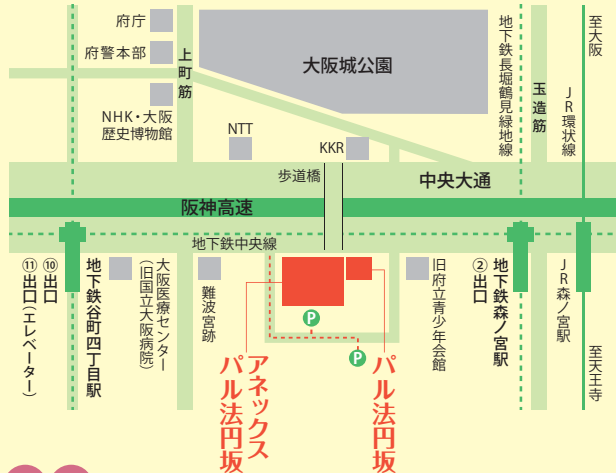 府庁
府警本部
上町筋
NHK・大阪
歴史博物館
大阪城公園
NTT
KKR
地下鉄長堀鶴見緑地線
玉造筋
JR環状線
至大阪
歩道橋
中央大通
阪神高速
地下鉄中央線
⑪出口(エレベーター)
⑩出口
地下鉄谷町四丁目駅
大阪医療センター
(旧国立大阪病院)
難波宮跡
P
P
アネックス
パル法円坂
パル法円坂
旧府立青少年会館
②出口
地下鉄森ノ宮駅
JR森ノ宮駅
至天王寺